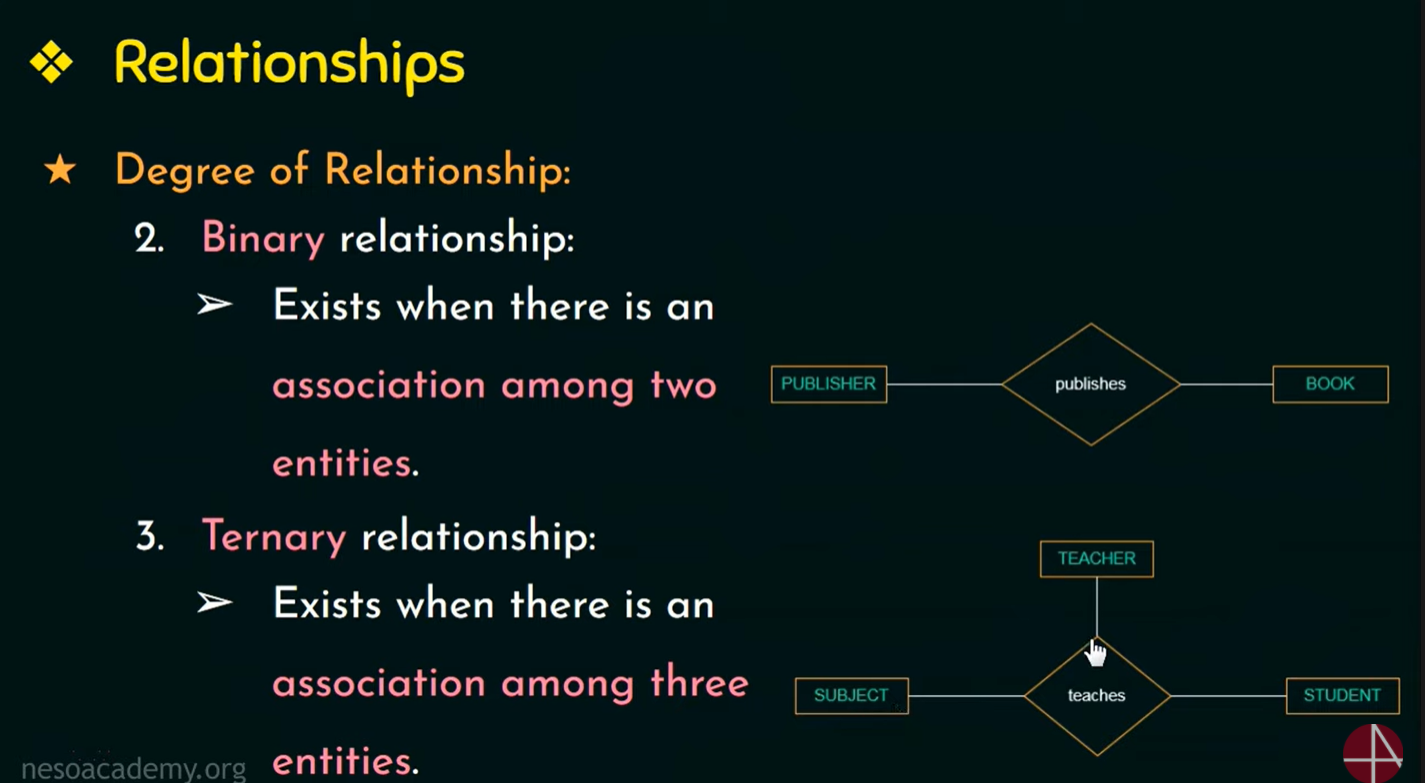 ❖ Relationships
★ Degree of Relationship:
2. Binary relationship:
➢ Exists when there is an
association among two
entities.
PUBLISHER publishes BOOK
3. Ternary relationship:
➢ Exists when there is an
association among three
entities.
TEACHER
SUBJECT teaches STUDENT
nesoacademy.org